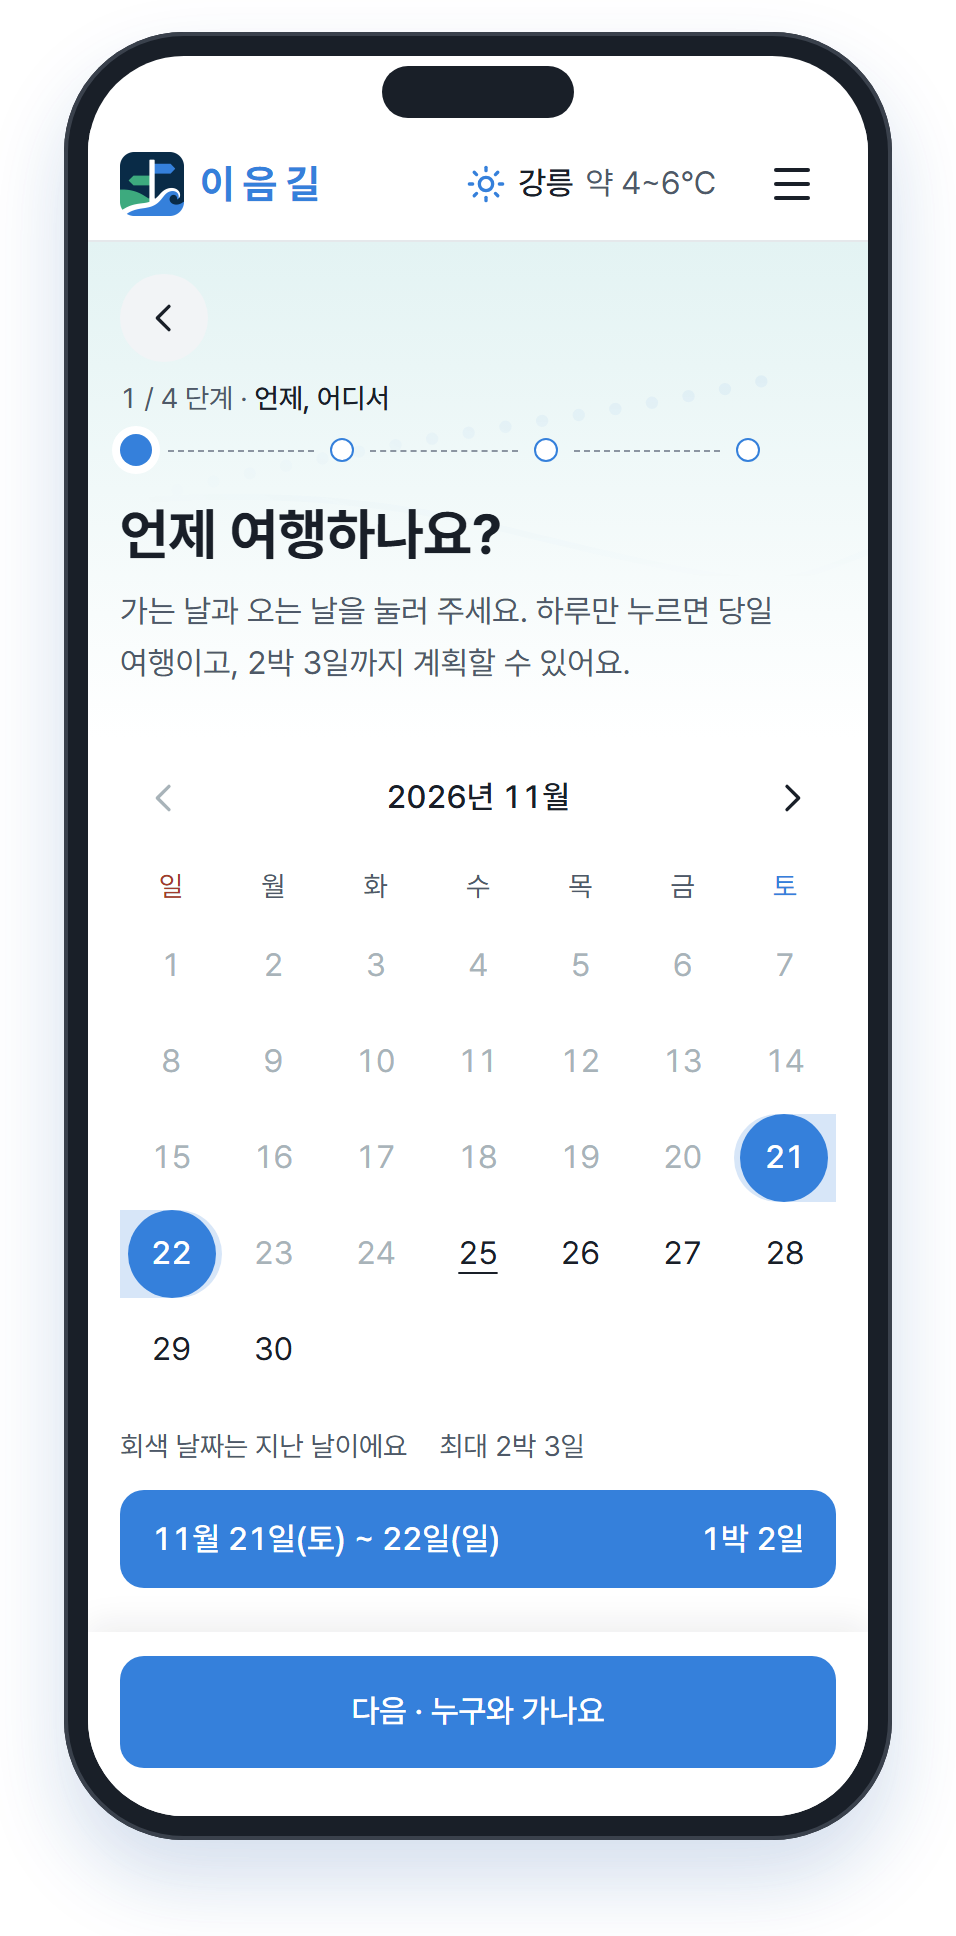 이음길 강릉 약 4~6°C
1 / 4 단계 · 언제, 어디서
언제 여행하나요?
가는 날과 오는 날을 눌러 주세요. 하루만 누르면 당일
여행이고, 2박 3일까지 계획할 수 있어요.
2026년 11월
일 월 화 수 목 금 토
1 2 3 4 5 6 7
8 9 10 11 12 13 14
15 16 17 18 19 20 21
22 23 24 25 26 27 28
29 30
회색 날짜는 지난 날이에요 최대 2박 3일
11월 21일(토) ~ 22일(일) 1박 2일
다음 · 누구와 가나요